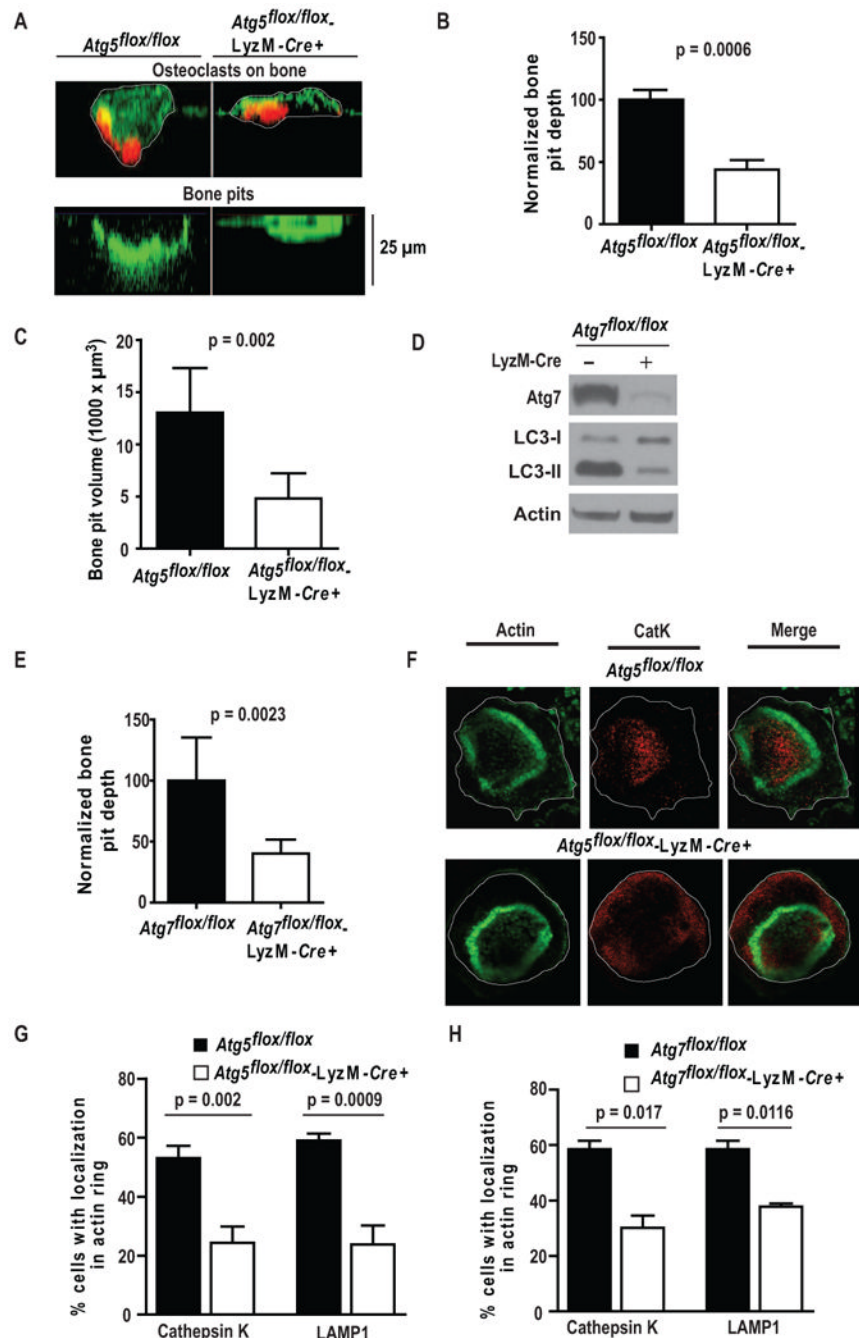 A
Atg5flox/flox
Atg5flox/flox-
LyzM-Cre+
Osteoclasts on bone
Bone pits
25 µm
B
Normalized bone
pit depth
150
100
50
0
p = 0.0006
Atg5flox/flox
Atg5flox/flox-
LyzM-Cre+
C
Bone pit volume (1000 x µm³)
20
15
10
5
0
p = 0.002
Atg5flox/flox
Atg5flox/flox-
LyzM-Cre+
D
Atg7flox/flox
LyzM-Cre − +
Atg7
LC3-I
LC3-II
Actin
E
Normalized bone
pit depth
150
100
50
0
p = 0.0023
Atg7flox/flox
Atg7flox/flox-
LyzM-Cre+
F
Actin CatK Merge
Atg5flox/flox
Atg5flox/flox-LyzM-Cre+
G
Atg5flox/flox
Atg5flox/flox-LyzM-Cre+
% cells with localization
in actin ring
80
60
40
20
0
p = 0.002 p = 0.0009
Cathepsin K LAMP1
H
Atg7flox/flox
Atg7flox/flox-LyzM-Cre+
% cells with localization
in actin ring
80
60
40
20
0
p = 0.017 p = 0.0116
Cathepsin K LAMP1